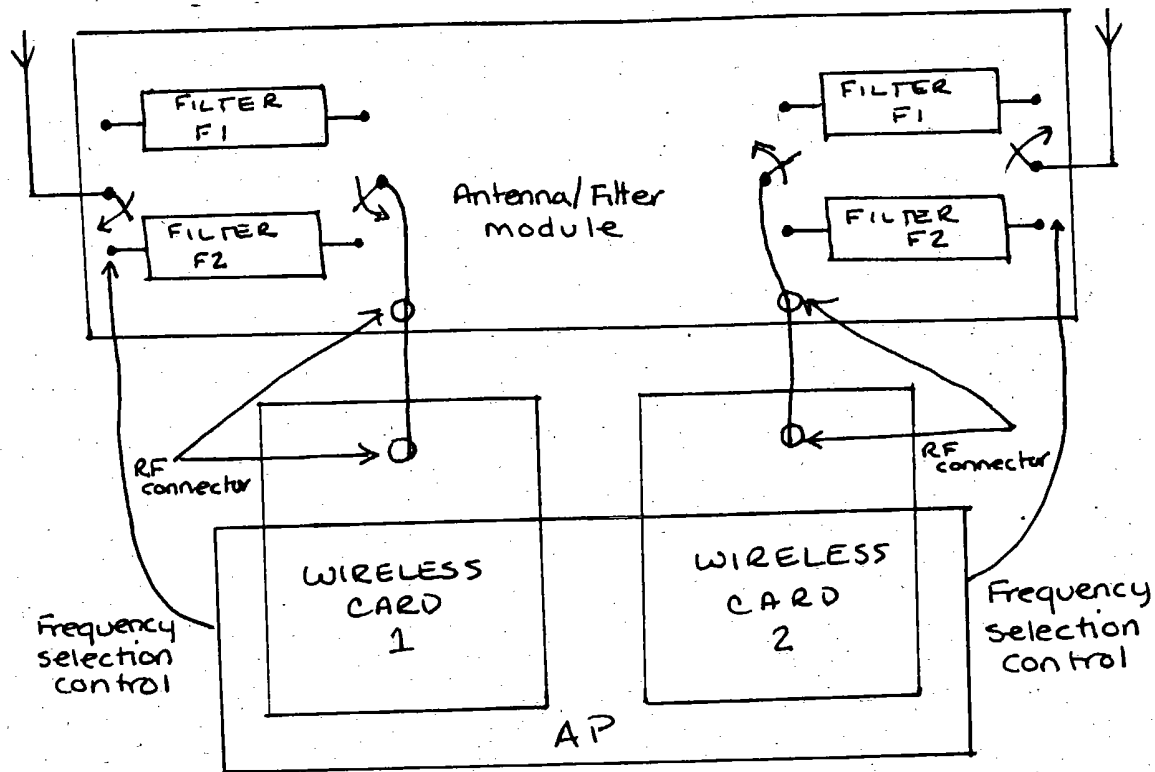 FILTER
F1
FILTER
F1
Antenna/Filter
module
FILTER
F2
FILTER
F2
RF
connector
RF
connector
WIRELESS
CARD
1
WIRELESS
CARD
2
Frequency
selection
control
Frequency
selection
control
AP